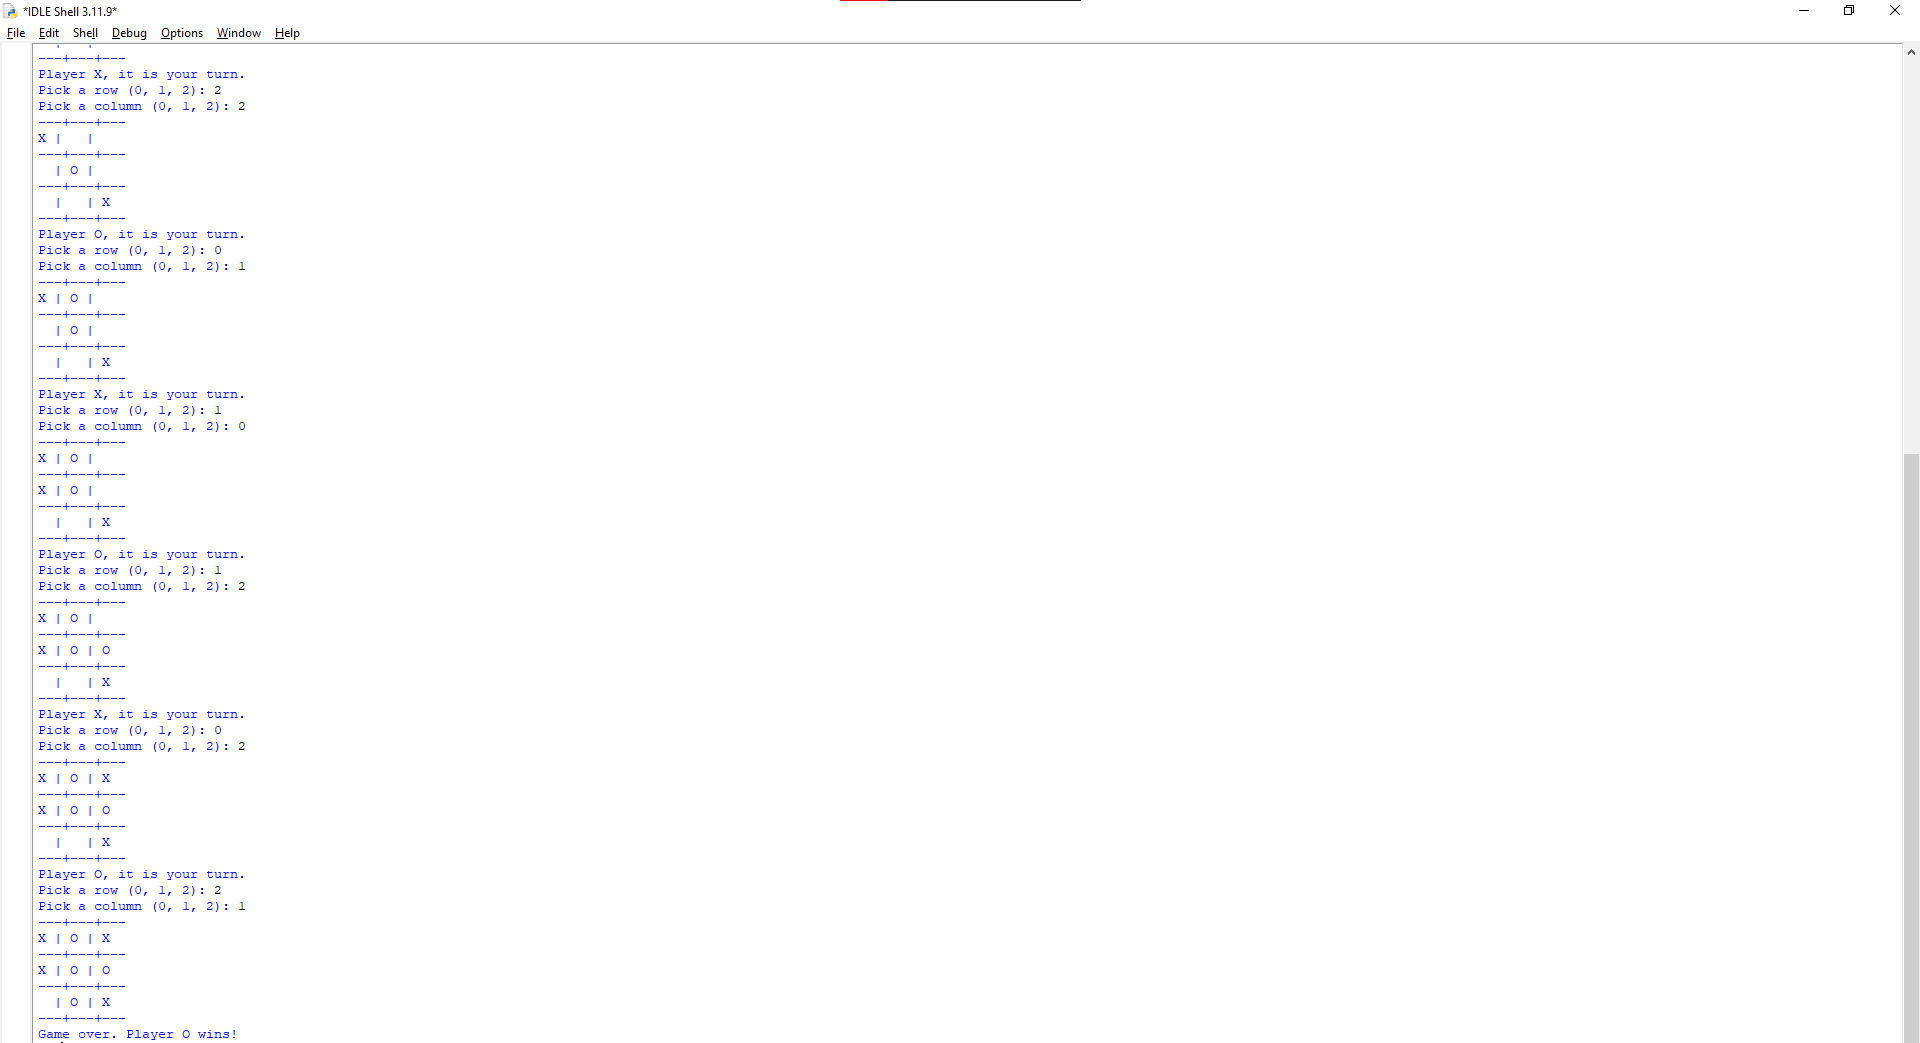 *IDLE Shell 3.11.9*
File Edit Shell Debug Options Window Help
---+---+---
Player X, it is your turn.
Pick a row (0, 1, 2): 2
Pick a column (0, 1, 2): 2
---+---+---
X |   |
---+---+---
  | O |
---+---+---
  |   | X
---+---+---
Player O, it is your turn.
Pick a row (0, 1, 2): 0
Pick a column (0, 1, 2): 1
---+---+---
X | O |
---+---+---
  | O |
---+---+---
  |   | X
---+---+---
Player X, it is your turn.
Pick a row (0, 1, 2): 1
Pick a column (0, 1, 2): 0
---+---+---
X | O |
---+---+---
X | O |
---+---+---
  |   | X
---+---+---
Player O, it is your turn.
Pick a row (0, 1, 2): 1
Pick a column (0, 1, 2): 2
---+---+---
X | O |
---+---+---
X | O | O
---+---+---
  |   | X
---+---+---
Player X, it is your turn.
Pick a row (0, 1, 2): 0
Pick a column (0, 1, 2): 2
---+---+---
X | O | X
---+---+---
X | O | O
---+---+---
  |   | X
---+---+---
Player O, it is your turn.
Pick a row (0, 1, 2): 2
Pick a column (0, 1, 2): 1
---+---+---
X | O | X
---+---+---
X | O | O
---+---+---
  | O | X
---+---+---
Game over. Player O wins!